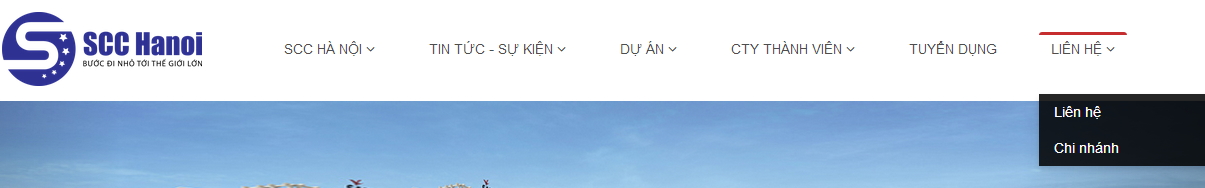 SCC Hanoi
BƯỚC ĐI NHỎ TỚI THẾ GIỚI LỚN
SCC HÀ NỘI
TIN TỨC - SỰ KIỆN
DỰ ÁN
CTY THÀNH VIÊN
TUYỂN DỤNG
LIÊN HỆ
Liên hệ
Chi nhánh